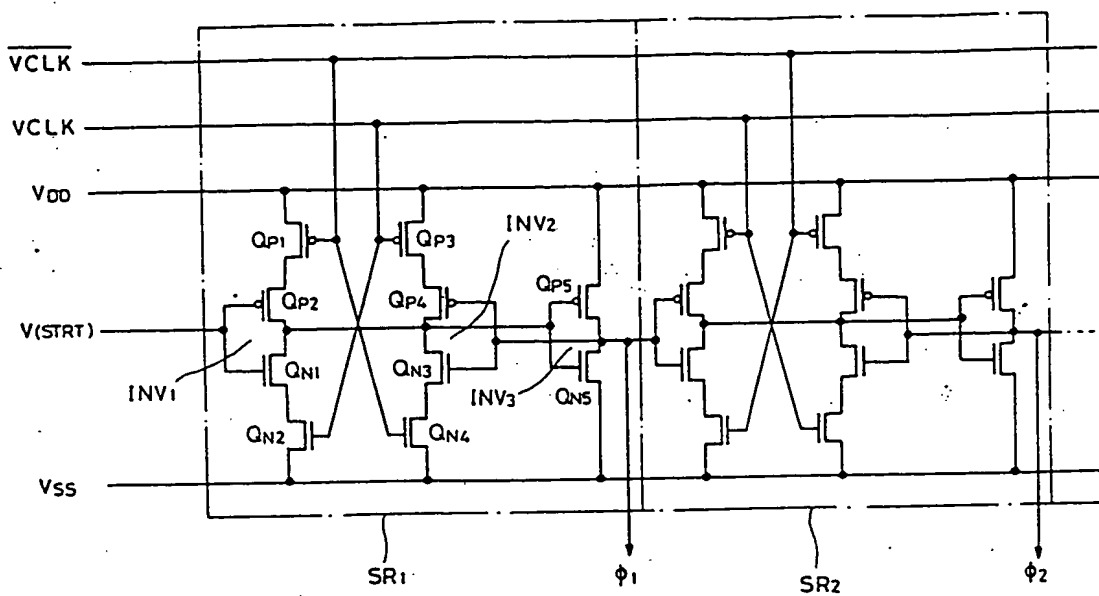 V̅C̅L̅K̅
VCLK
VDD
QP1
QP3
INV2
QP2
QP4
QP5
V(STRT)
INV1
QN1
QN3
INV3
QN5
QN2
QN4
VSS
SR1
ϕ1
SR2
ϕ2